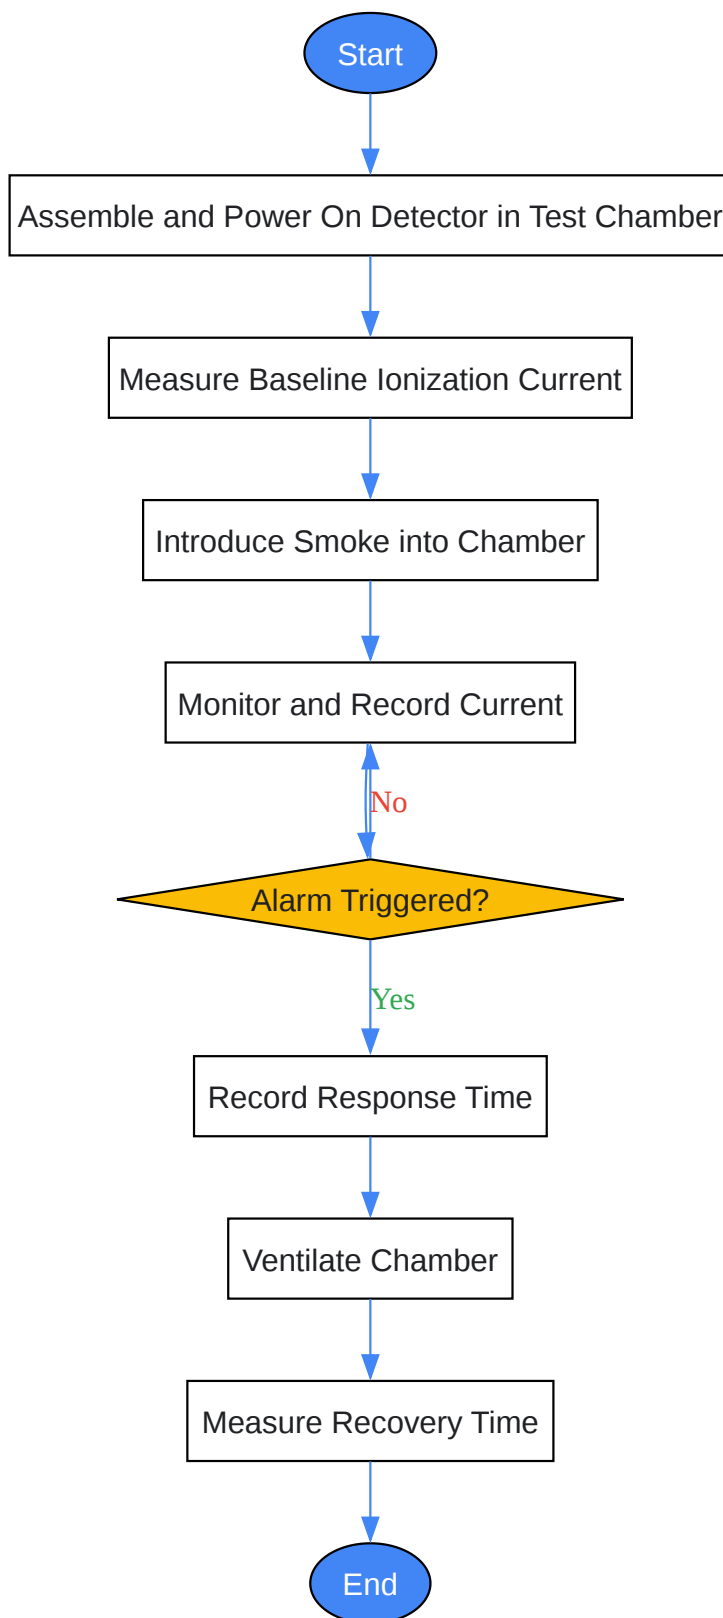 Start
Assemble and Power On Detector in Test Chamber
Measure Baseline Ionization Current
Introduce Smoke into Chamber
Monitor and Record Current
No
Alarm Triggered?
Yes
Record Response Time
Ventilate Chamber
Measure Recovery Time
End